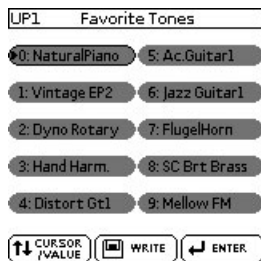 UP1 Favorite Tones
0: NaturalPiano 5: Ac.Guitar1
1: Vintage EP2 6: Jazz Guitar1
2: Dyno Rotary 7: FlugelHorn
3: Hand Harm. 8: SC Brt Brass
4: Distort Gt1 9: Mellow FM
CURSOR /VALUE WRITE ENTER